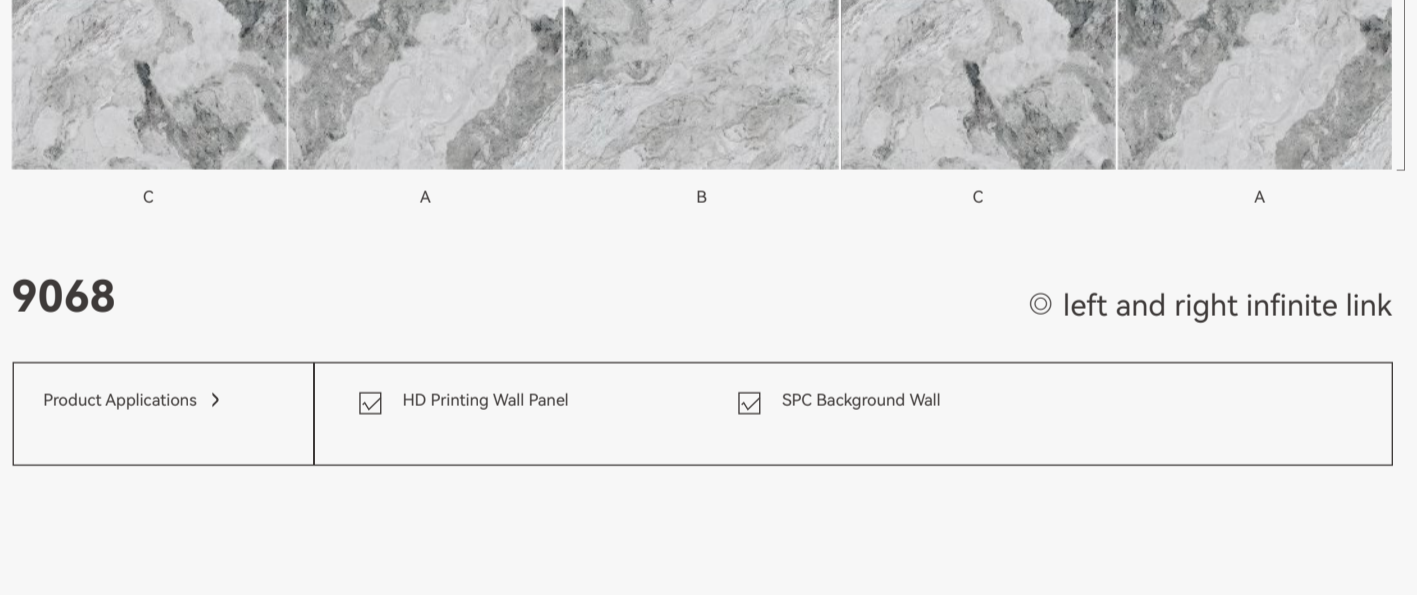 C A B C A
9068
◎ left and right infinite link
Product Applications >
HD Printing Wall Panel
SPC Background Wall